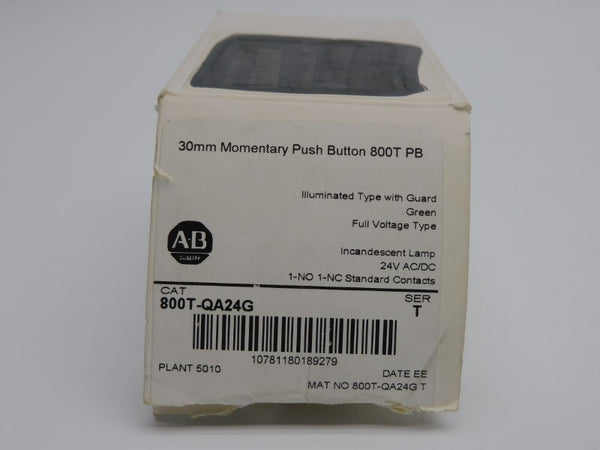 30mm Momentary Push Button 800T PB
Illuminated Type with Guard
Green
Full Voltage Type
A-B
QUALITY
Incandescent Lamp
24V AC/DC
1-NO 1-NC Standard Contacts
CAT SER
800T-QA24G T
10781180189279
PLANT 5010 DATE EE
MAT NO 800T-QA24G T